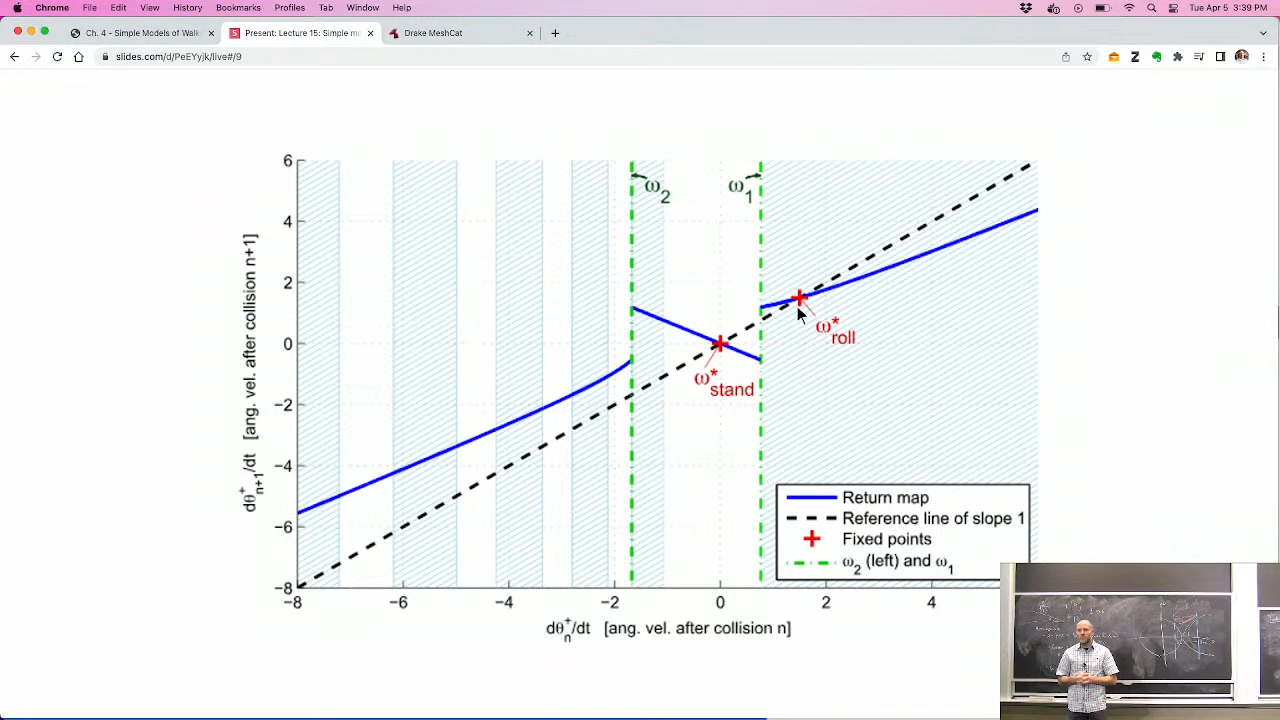 Chrome File Edit View History Bookmarks Profiles Tab Window Help Tue Apr 5 3:39 PM
Ch. 4 - Simple Models of Walk Present: Lecture 15: Simple mo Drake MeshCat
slides.com/d/PeEYyjk/live#/9
6
4
2
0
−2
−4
−6
−8
−8 −6 −4 −2 0 2 4
dθ+n+1/dt [ang. vel. after collision n+1]
ω2
ω1
ω*roll
ω*stand
Return map
Reference line of slope 1
Fixed points
ω2 (left) and ω1
dθ+n/dt [ang. vel. after collision n]